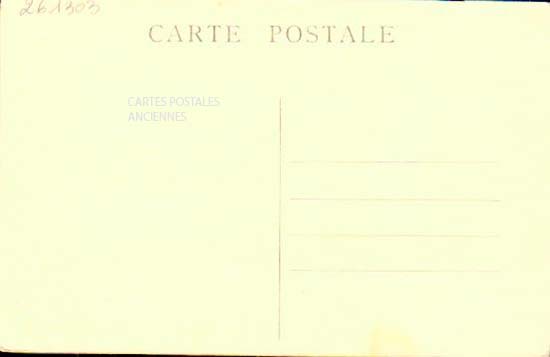 261303
CARTE POSTALE
CARTES POSTALES
ANCIENNES